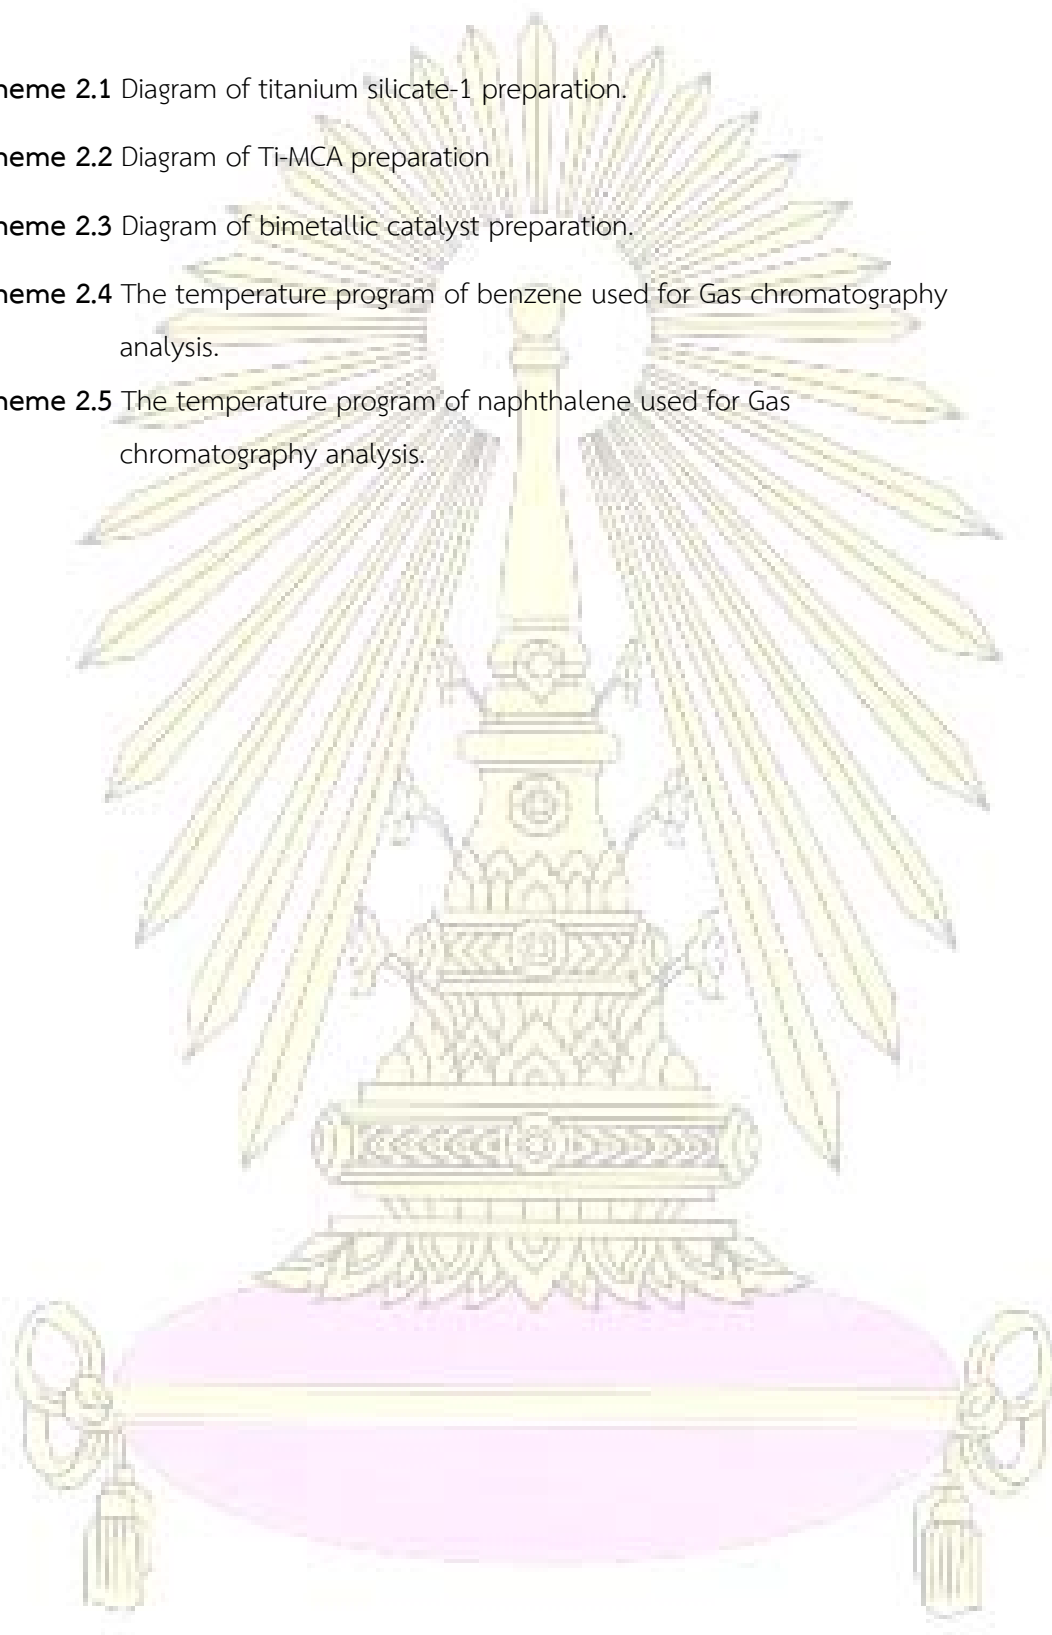 heme 2.1 Diagram of titanium silicate-1 preparation.
heme 2.2 Diagram of Ti-MCA preparation
heme 2.3 Diagram of bimetallic catalyst preparation.
heme 2.4 The temperature program of benzene used for Gas chromatography
analysis.
heme 2.5 The temperature program of naphthalene used for Gas
chromatography analysis.